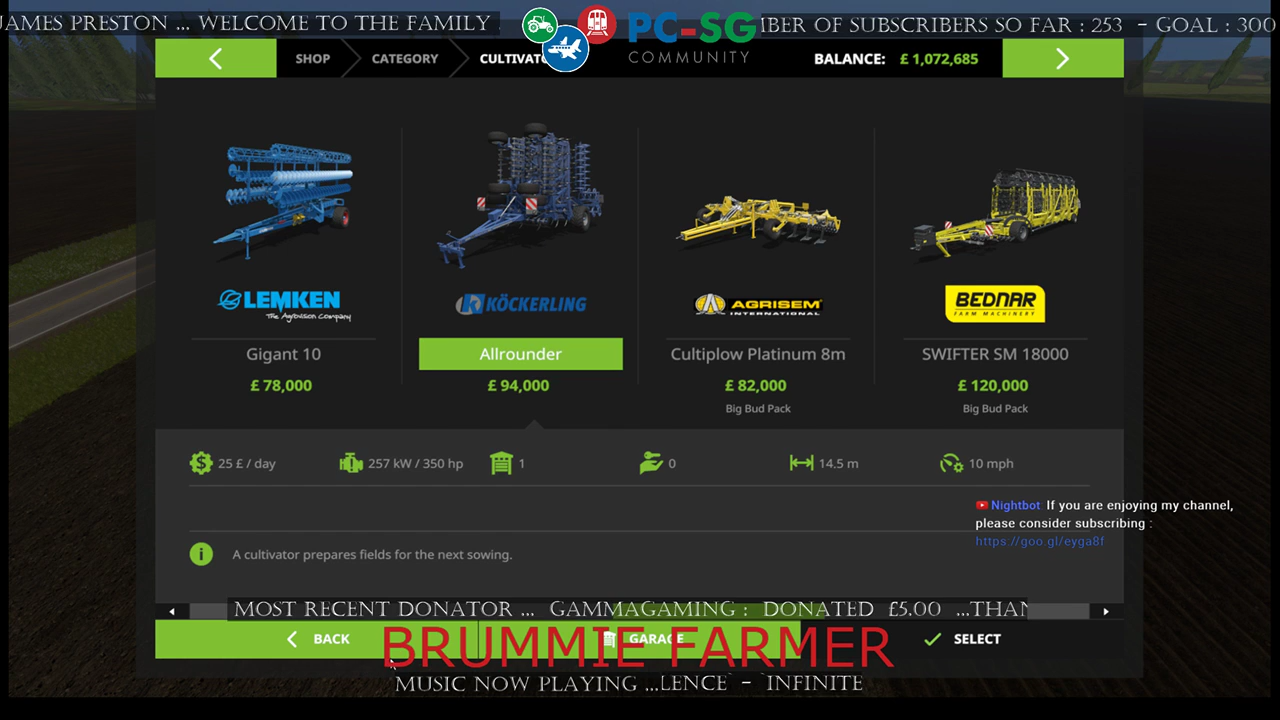 JAMES PRESTON ... WELCOME TO THE FAMILY
PC-SG
COMMUNITY
MBER OF SUBSCRIBERS SO FAR : 253 - GOAL : 300
SHOP
CATEGORY
CULTIVATO
BALANCE: £ 1,072,685
LEMKEN
The Agrovision Company
KÖCKERLING
AGRISEM
INTERNATIONAL
BEDNAR
FARM MACHINERY
Gigant 10
Allrounder
Cultiplow Platinum 8m
SWIFTER SM 18000
£ 78,000
£ 94,000
£ 82,000
£ 120,000
Big Bud Pack
Big Bud Pack
25 £ / day
257 kW / 350 hp
1
0
14.5 m
10 mph
Nightbot If you are enjoying my channel,
please consider subscribing :
https://goo.gl/eyga8f
A cultivator prepares fields for the next sowing.
MOST RECENT DONATOR ... GAMMAGAMING : DONATED £5.00 ...THAN
BACK
GARAGE
SELECT
BRUMMIE FARMER
MUSIC NOW PLAYING ...LENCE - INFINITE